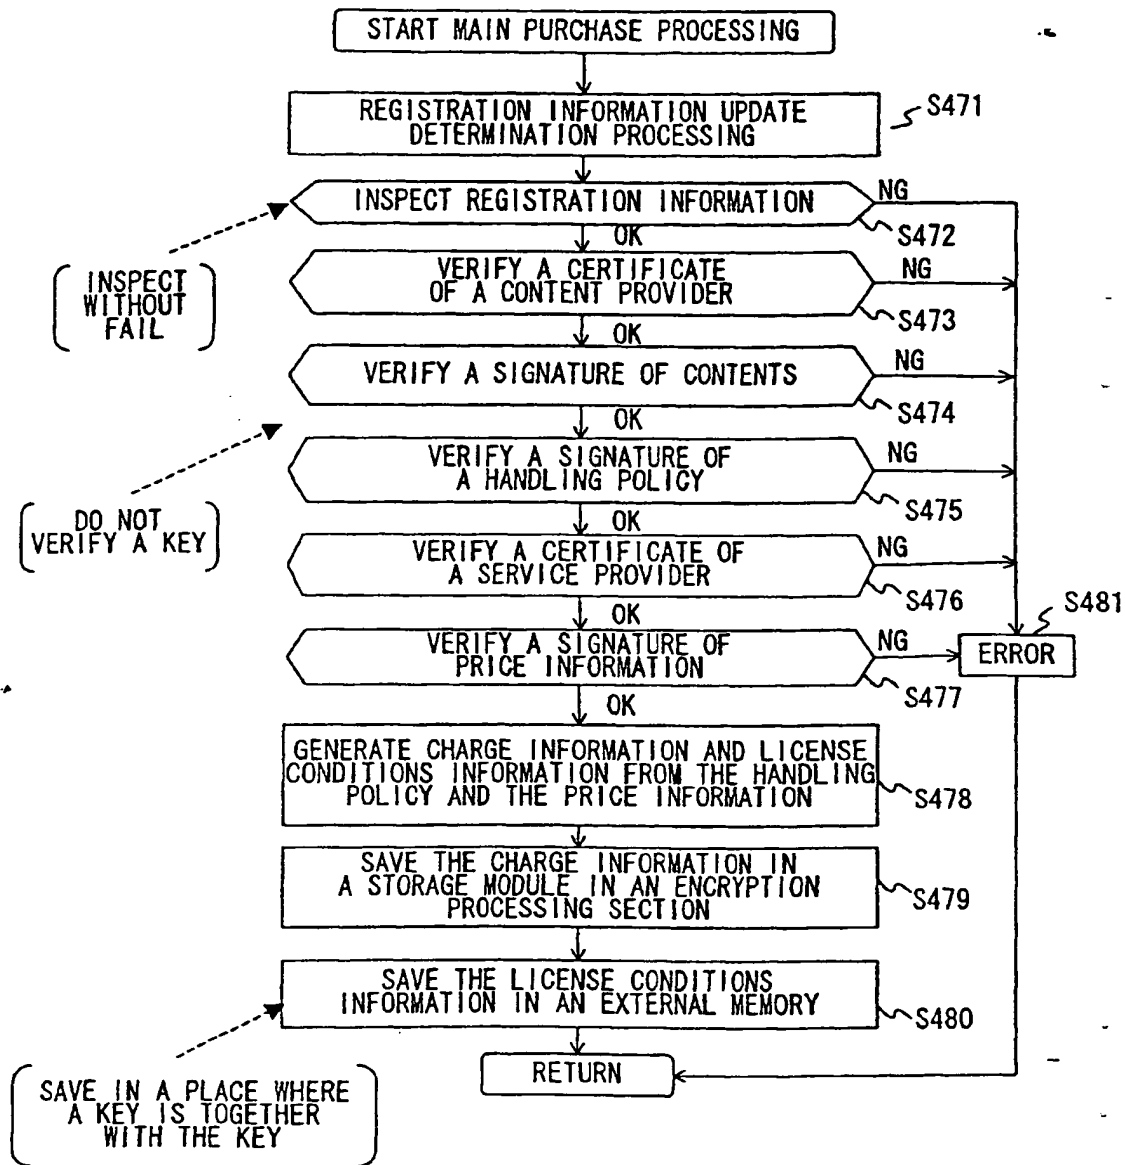 START MAIN PURCHASE PROCESSING
REGISTRATION INFORMATION UPDATE
DETERMINATION PROCESSING
S471
INSPECT REGISTRATION INFORMATION
NG
S472
OK
INSPECT
WITHOUT
FAIL
VERIFY A CERTIFICATE
OF A CONTENT PROVIDER
NG
S473
OK
VERIFY A SIGNATURE OF CONTENTS
NG
S474
OK
VERIFY A SIGNATURE OF
A HANDLING POLICY
NG
S475
OK
DO NOT
VERIFY A KEY
VERIFY A CERTIFICATE OF
A SERVICE PROVIDER
NG
S476
OK
VERIFY A SIGNATURE OF
PRICE INFORMATION
NG
S477
OK
S481
ERROR
GENERATE CHARGE INFORMATION AND LICENSE
CONDITIONS INFORMATION FROM THE HANDLING
POLICY AND THE PRICE INFORMATION
S478
SAVE THE CHARGE INFORMATION IN
A STORAGE MODULE IN AN ENCRYPTION
PROCESSING SECTION
S479
SAVE THE LICENSE CONDITIONS
INFORMATION IN AN EXTERNAL MEMORY
S480
RETURN
SAVE IN A PLACE WHERE
A KEY IS TOGETHER
WITH THE KEY